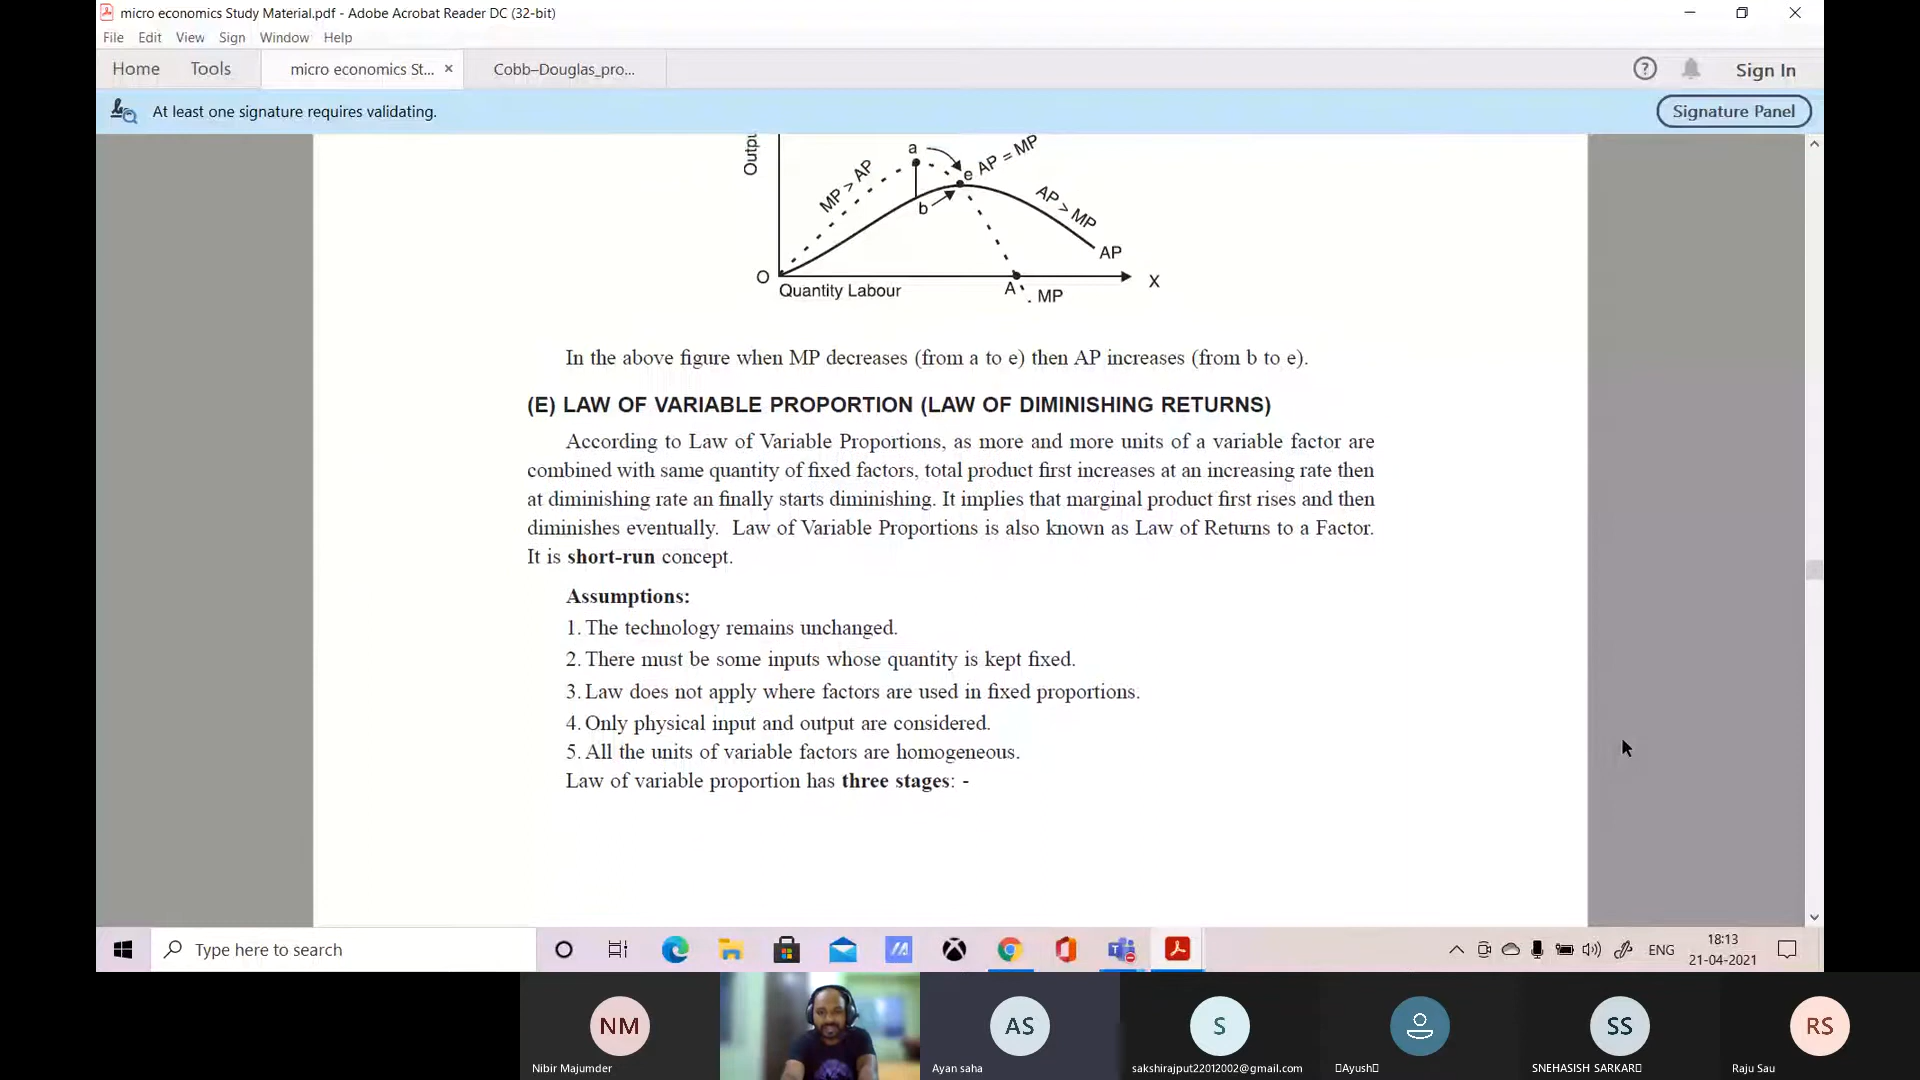 micro economics Study Material.pdf - Adobe Acrobat Reader DC (32-bit)
File Edit View Sign Window Help
Home Tools micro economics St... × Cobb–Douglas_pro... Sign In
At least one signature requires validating. Signature Panel
Outpu
a
MP > AP
e AP = MP
b
AP > MP
AP
O
X
Quantity Labour
A
MP
In the above figure when MP decreases (from a to e) then AP increases (from b to e).
(E) LAW OF VARIABLE PROPORTION (LAW OF DIMINISHING RETURNS)
According to Law of Variable Proportions, as more and more units of a variable factor are
combined with same quantity of fixed factors, total product first increases at an increasing rate then
at diminishing rate an finally starts diminishing. It implies that marginal product first rises and then
diminishes eventually. Law of Variable Proportions is also known as Law of Returns to a Factor.
It is short-run concept.
Assumptions:
1. The technology remains unchanged.
2. There must be some inputs whose quantity is kept fixed.
3. Law does not apply where factors are used in fixed proportions.
4. Only physical input and output are considered.
5. All the units of variable factors are homogeneous.
Law of variable proportion has three stages: -
Type here to search
ENG
18:13
21-04-2021
NM
AS
S
SS
RS
Nibir Majumder
Ayan saha
sakshirajput22012002@gmail.com
Ayush
SNEHASISH SARKAR
Raju Sau